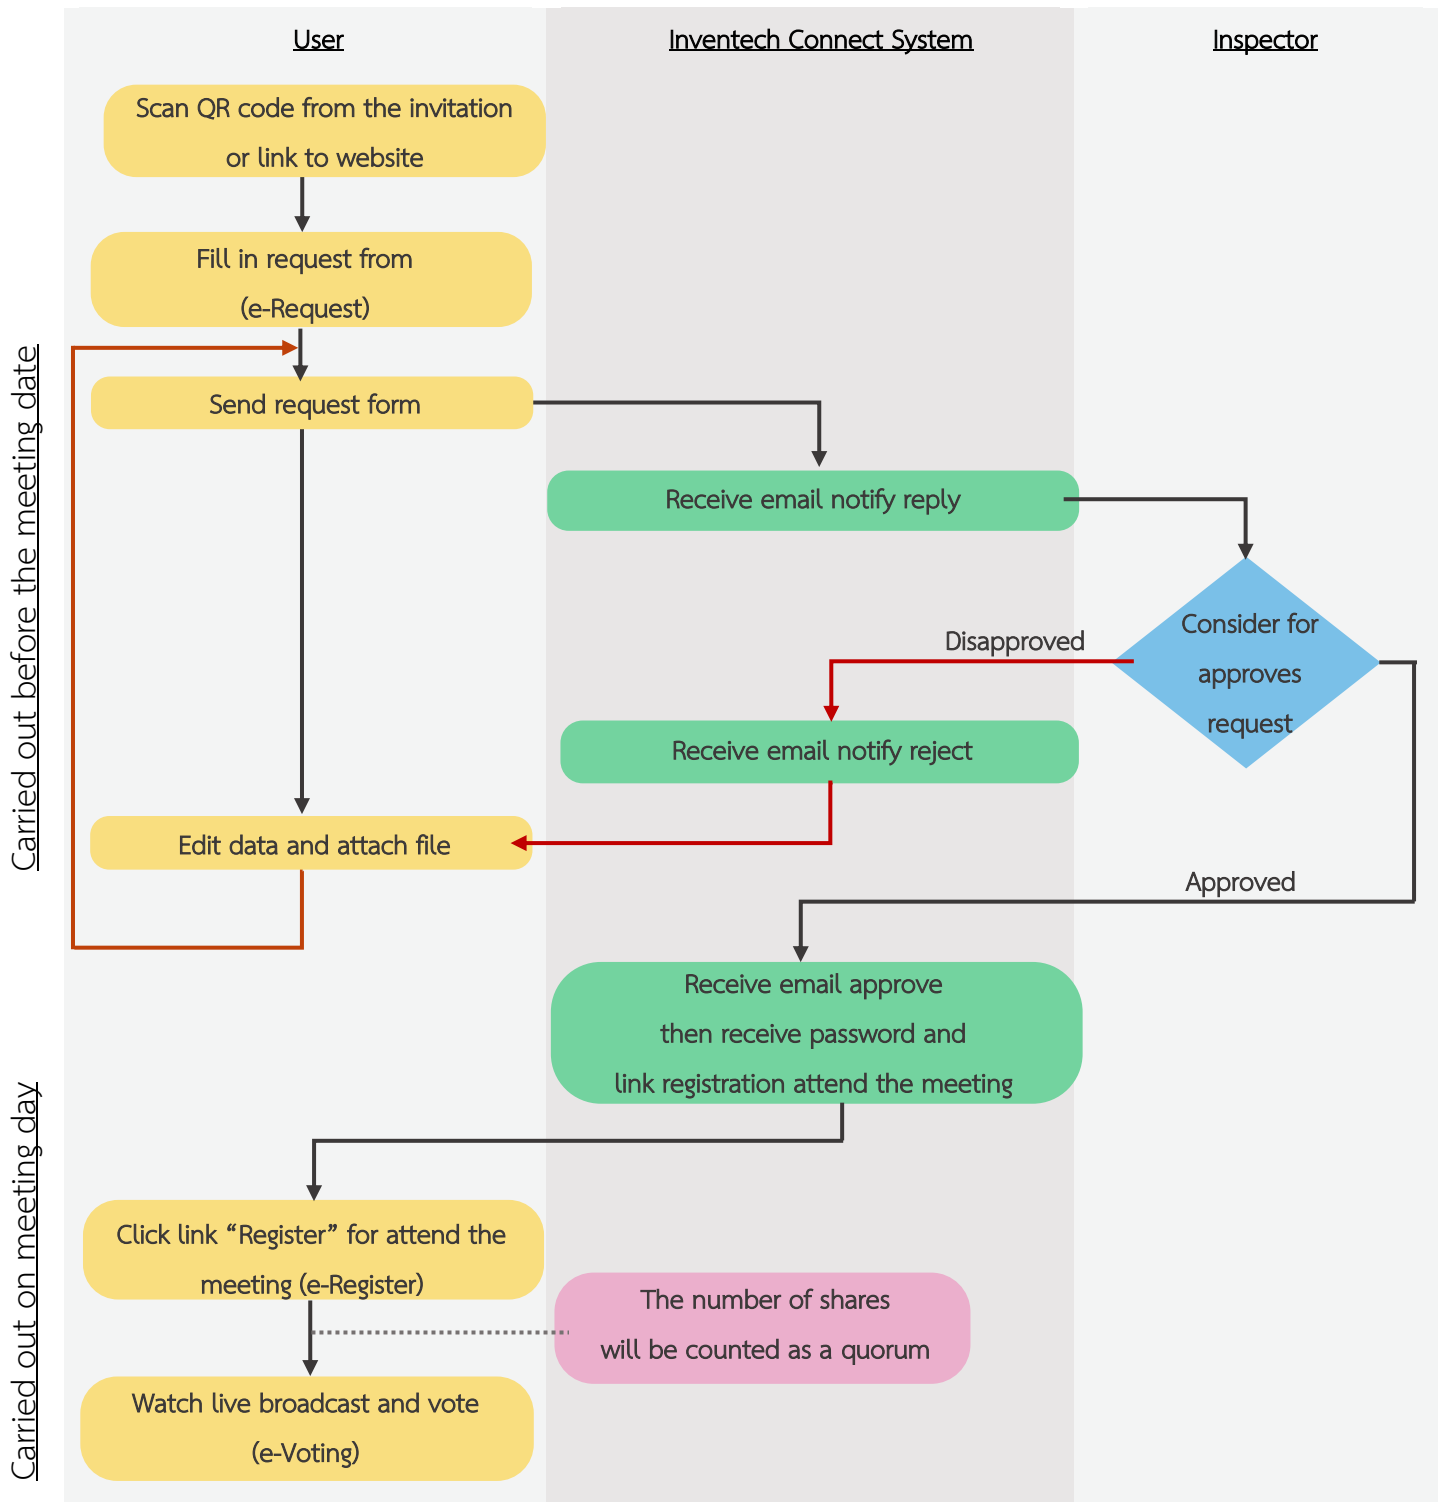 User
Inventech Connect System
Inspector
Scan QR code from the invitation
or link to website
Fill in request from
(e-Request)
Send request form
Receive email notify reply
Consider for
approves
request
Disapproved
Receive email notify reject
Edit data and attach file
Approved
Receive email approve
then receive password and
link registration attend the meeting
Click link “Register” for attend the
meeting (e-Register)
The number of shares
will be counted as a quorum
Watch live broadcast and vote
(e-Voting)
Carried out before the meeting date
Carried out on meeting day